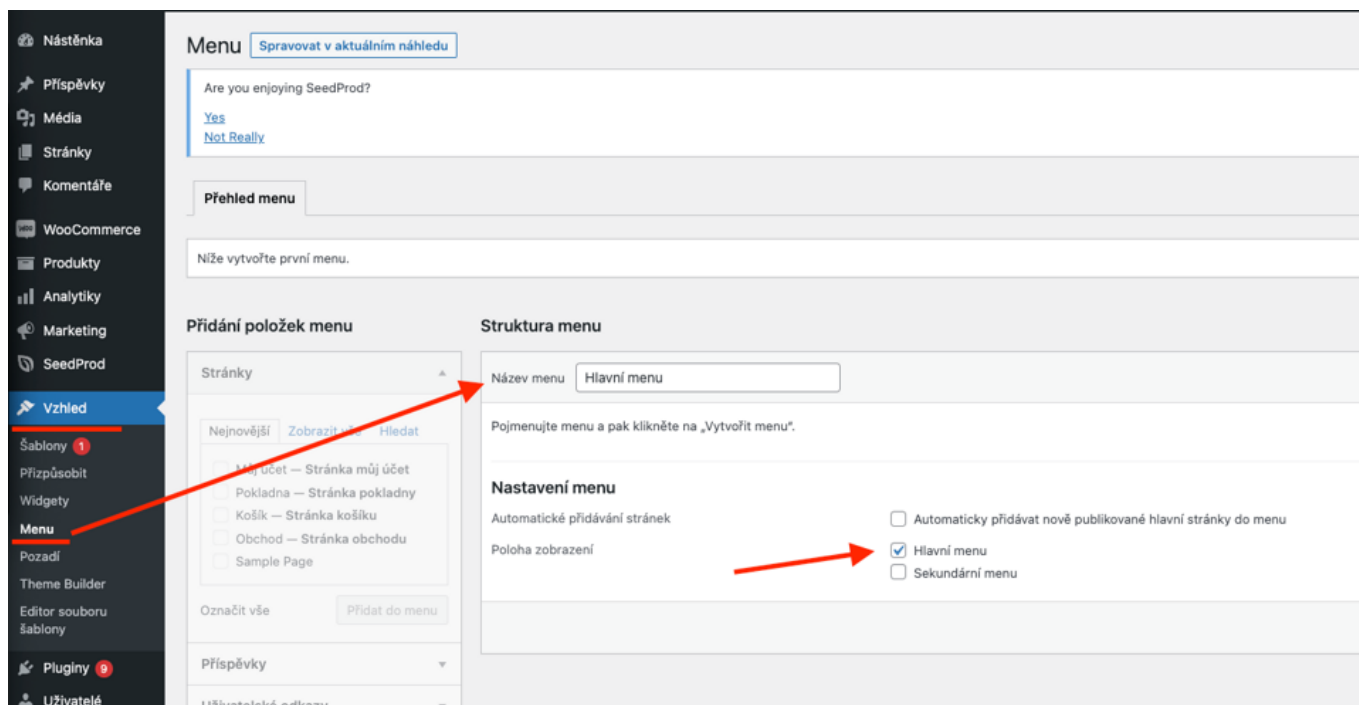 Nástěnka
Příspěvky
Média
Stránky
Komentáře
WooCommerce
Produkty
Analytiky
Marketing
SeedProd
Vzhled
Šablony 1
Přizpůsobit
Widgety
Menu
Pozadí
Theme Builder
Editor souboru
šablony
Pluginy 9
Uživatelé
Menu Spravovat v aktuálním náhledu
Are you enjoying SeedProd?
Yes
Not Really
Přehled menu
Níže vytvořte první menu.
Přidání položek menu
Stránky
Nejnovější Zobrazit vše Hledat
Můj účet — Stránka můj účet
Pokladna — Stránka pokladny
Košík — Stránka košíku
Obchod — Stránka obchodu
Sample Page
Označit vše Přidat do menu
Příspěvky
Uživatelské odkazy
Struktura menu
Název menu Hlavní menu
Pojmenujte menu a pak klikněte na „Vytvořit menu“.
Nastavení menu
Automatické přidávání stránek Automaticky přidávat nově publikované hlavní stránky do menu
Poloha zobrazení Hlavní menu
Sekundární menu